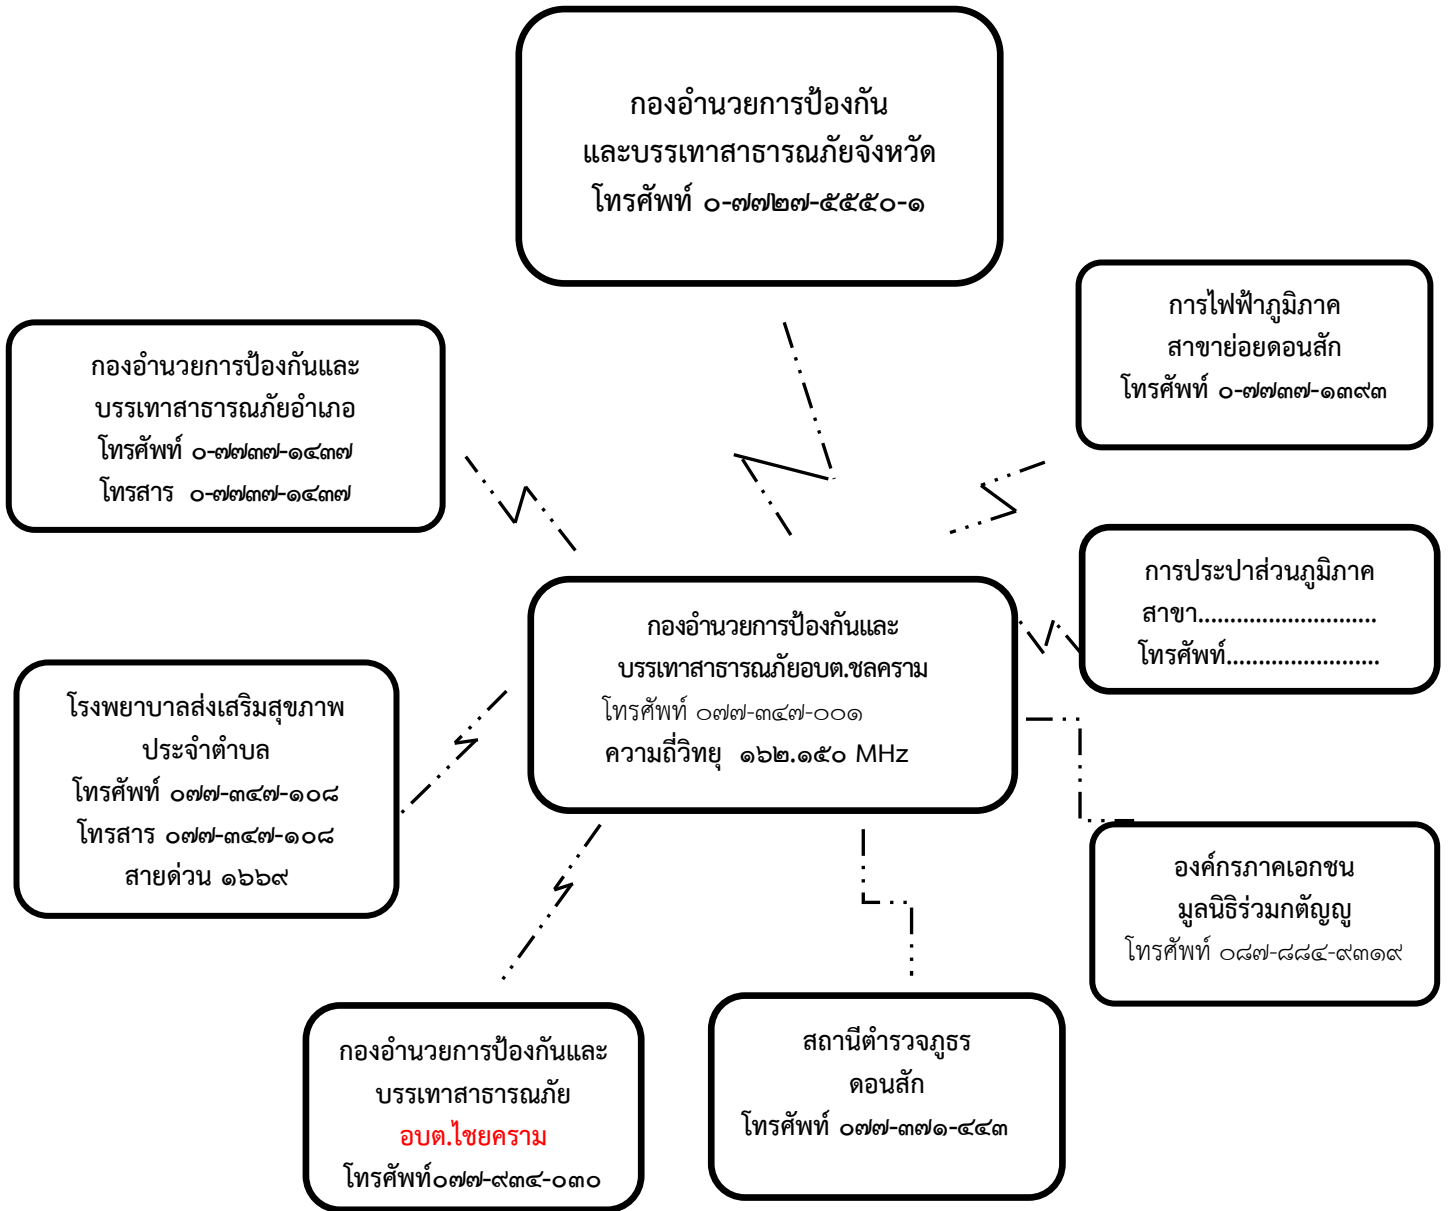 กองอำนวยการป้องกัน
และบรรเทาสาธารณภัยจังหวัด
โทรศัพท์ ๐-๗๗๒๗-๕๕๕๐-๑
การไฟฟ้าภูมิภาค
สาขาย่อยดอนสัก
โทรศัพท์ ๐-๗๗๓๗-๑๓๙๓
กองอำนวยการป้องกันและ
บรรเทาสาธารณภัยอำเภอ
โทรศัพท์ ๐-๗๗๓๗-๑๔๓๗
โทรสาร ๐-๗๗๓๗-๑๔๓๗
การประปาส่วนภูมิภาค
สาขา...........................
โทรศัพท์.......................
กองอำนวยการป้องกันและ
บรรเทาสาธารณภัยอบต.ชลคราม
โทรศัพท์ ๐๗๗-๓๔๗-๐๐๑
ความถี่วิทยุ ๑๖๒.๑๕๐ MHz
โรงพยาบาลส่งเสริมสุขภาพ
ประจำตำบล
โทรศัพท์ ๐๗๗-๓๔๗-๑๐๘
โทรสาร ๐๗๗-๓๔๗-๑๐๘
สายด่วน ๑๖๖๙
องค์กรภาคเอกชน
มูลนิธิร่วมกตัญญู
โทรศัพท์ ๐๘๗-๘๘๔-๙๓๑๙
กองอำนวยการป้องกันและ
บรรเทาสาธารณภัย
อบต.ไชยคราม
โทรศัพท์๐๗๗-๙๓๔-๐๓๐
สถานีตำรวจภูธร
ดอนสัก
โทรศัพท์ ๐๗๗-๓๗๑-๔๔๓